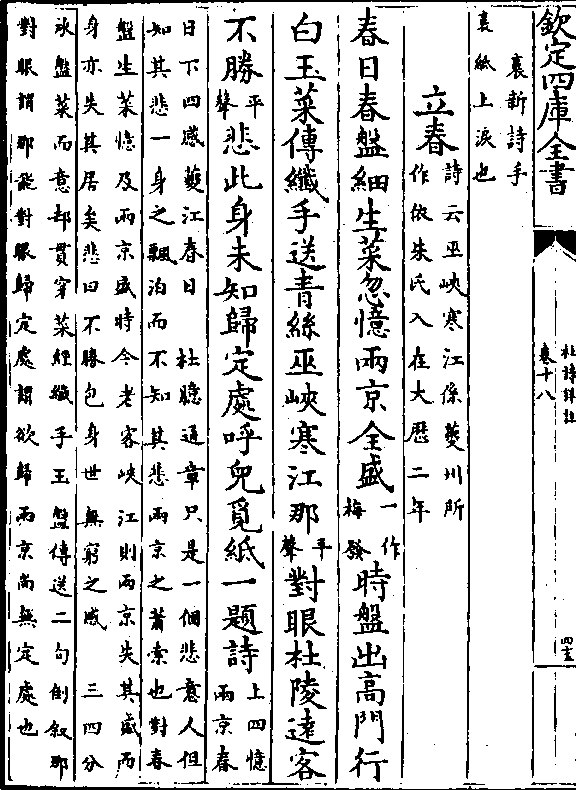 欽定四庫全書
杜詩詳註
卷十八
裛新詩手
裛紙上淚也
立春 詩云巫峽寒江係夔州所
作依朱氏入在大歷二年
春日春盤細生菜忽憶兩京全盛一作梅發時盤出高門行
白玉菜傳纖手送青絲巫峽寒江那平聲對眼杜陵遠客
不勝平聲悲此身未知歸定處呼兒覓紙一題詩 上四憶
兩京春
日下四感夔江春日 杜臆通章只是一個悲意人但
知其悲一身之飄泊而不知其悲兩京之蕭索也對春
盤生菜憶及兩京盛時今老客峽江則兩京失其盛而
身亦失其居矣悲曰不勝包身世無窮之感 三四分
承盤菜而意却貫穿菜經纖手玉盤傳送二句倒叙那
對眼謂那能對眼歸定處謂欲歸兩京尚無定處也